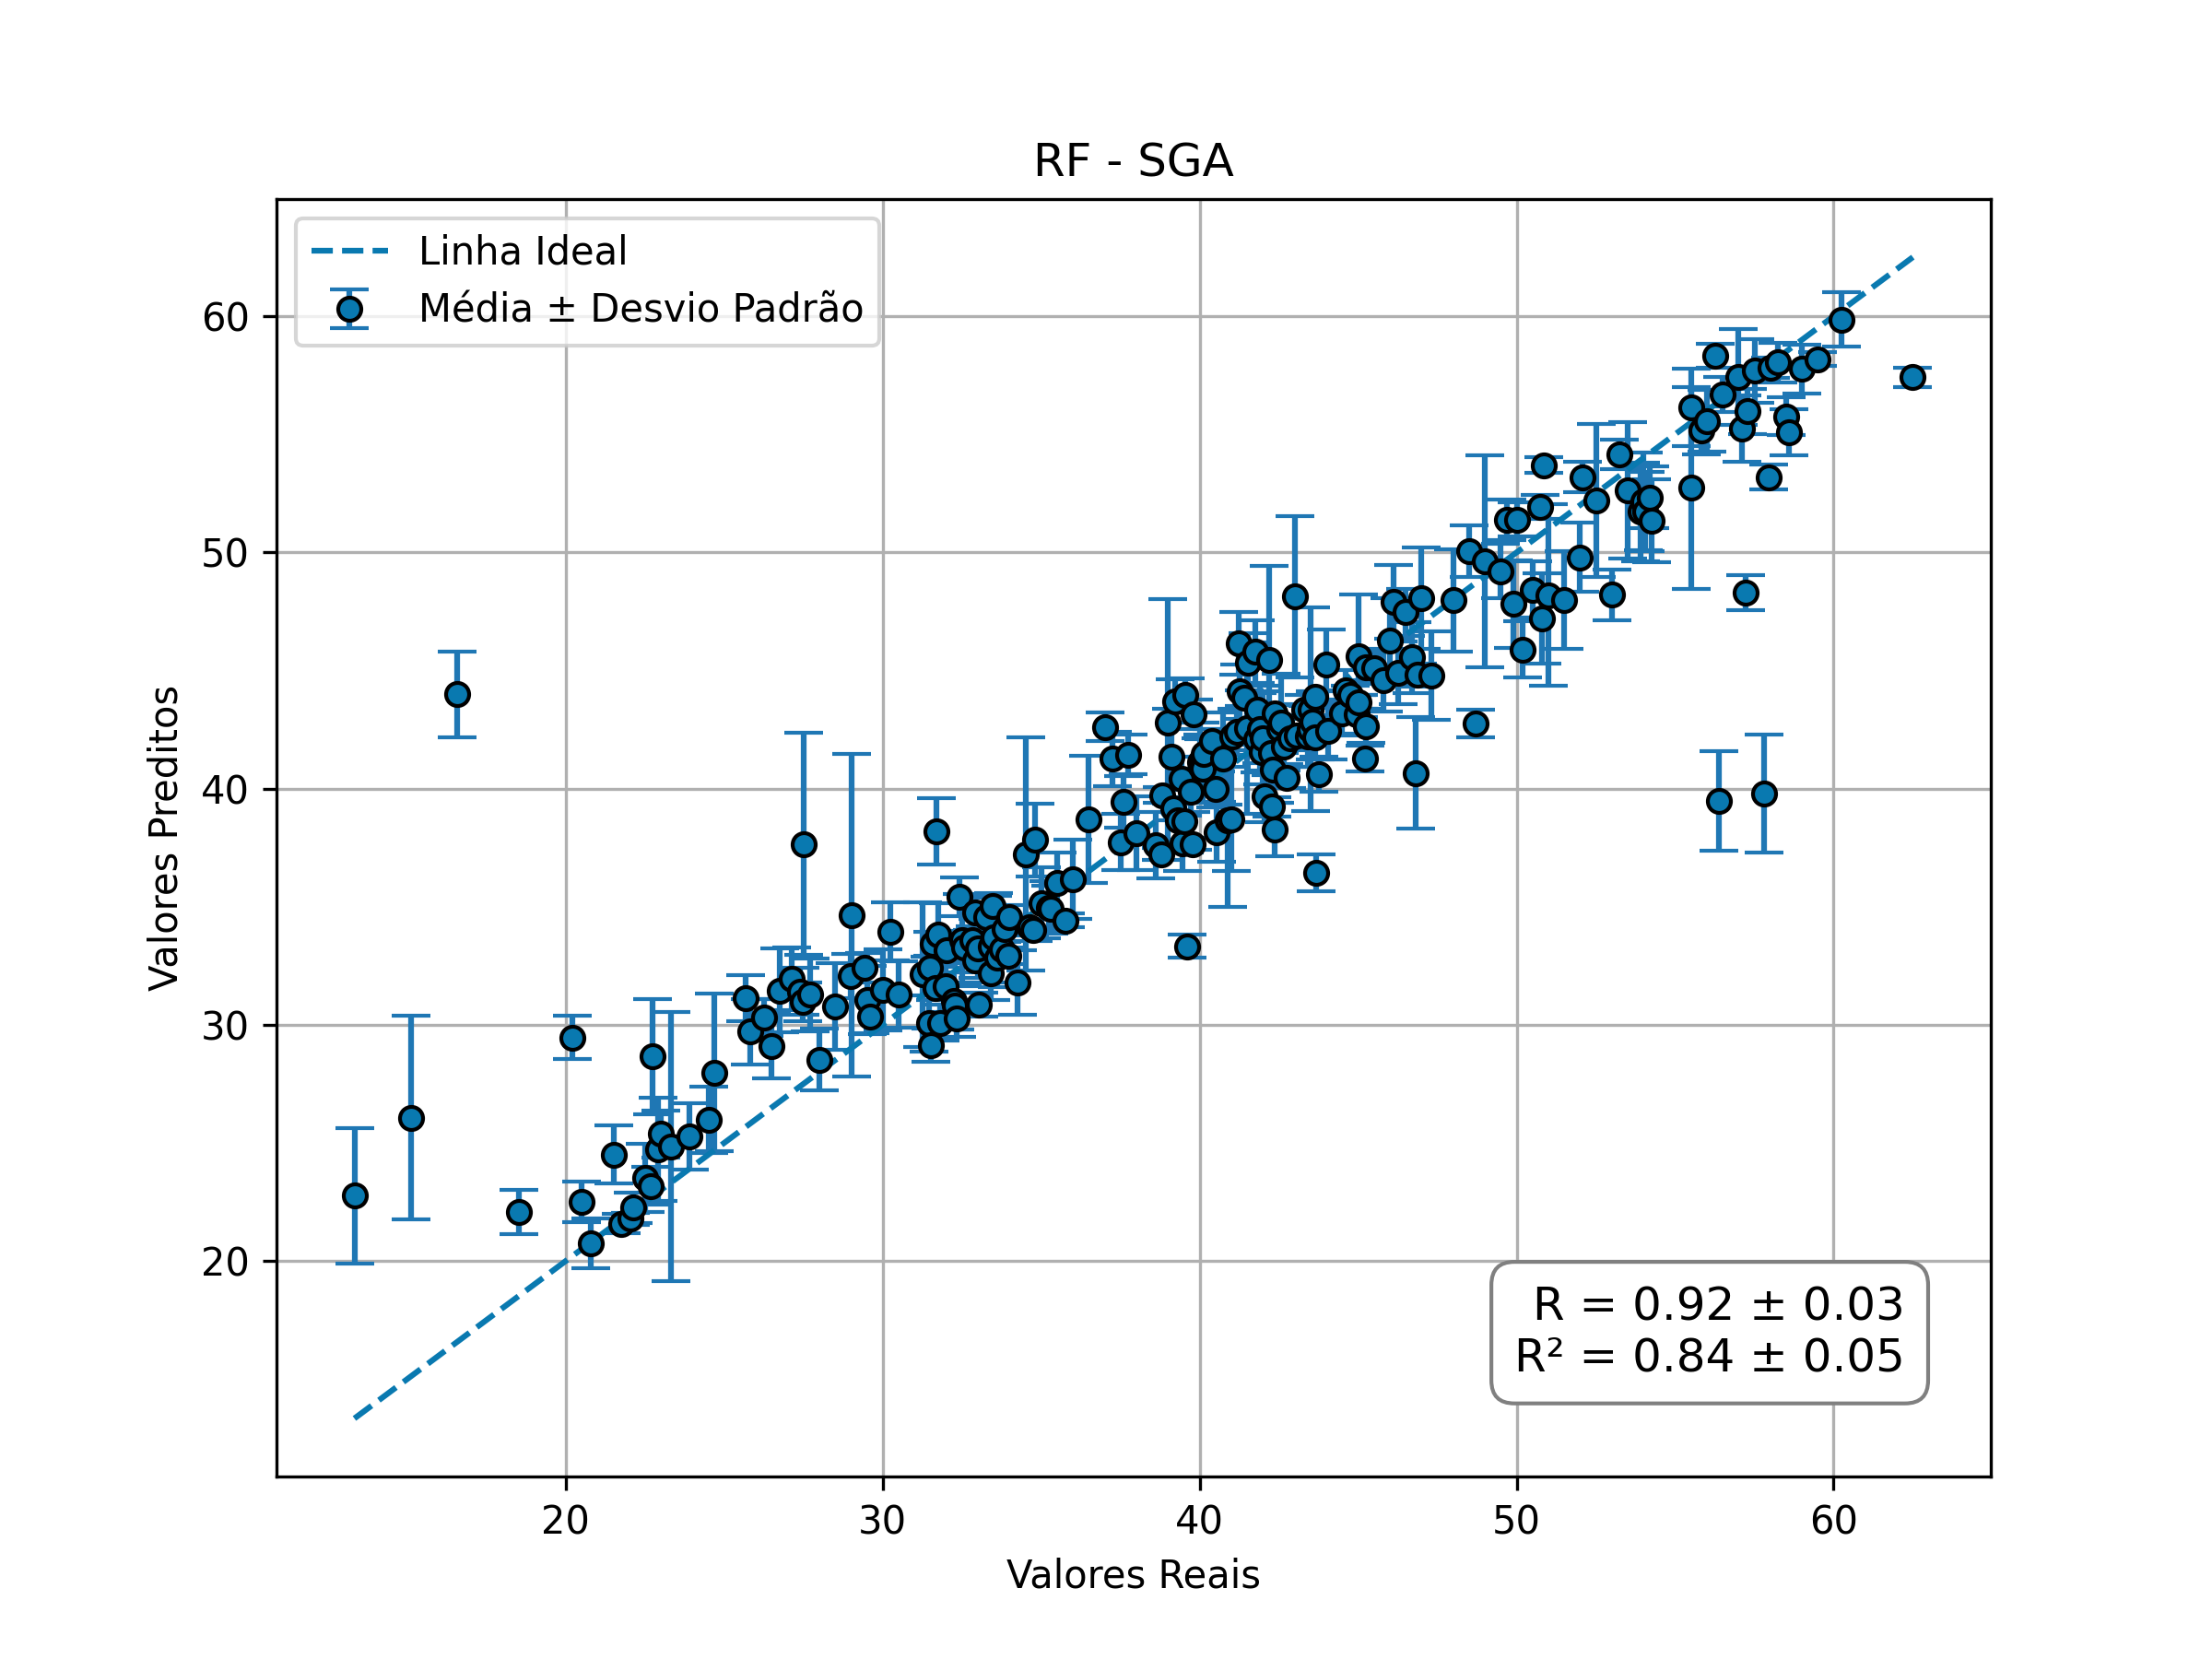 RF - SGA
Linha Ideal
Média ± Desvio Padrão
Valores Preditos
60
50
40
30
20
R = 0.92 ± 0.03
R² = 0.84 ± 0.05
20
30
40
50
60
Valores Reais